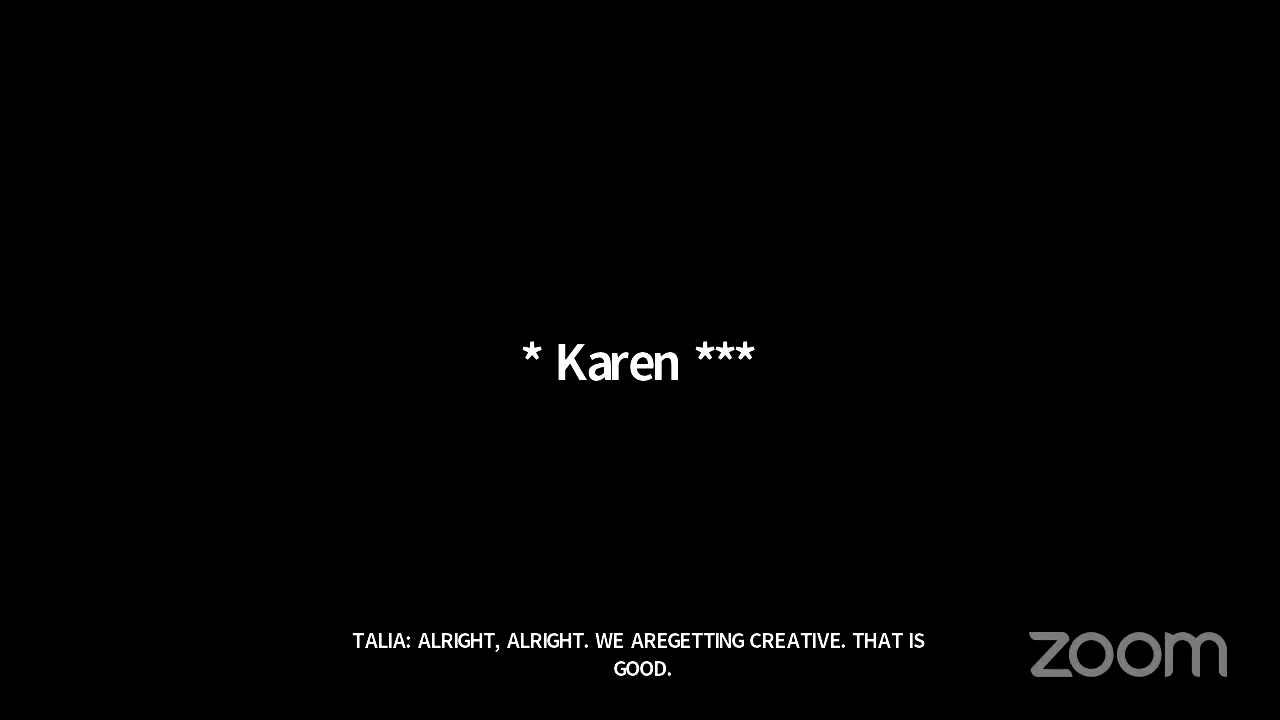 * Karen ***
TALIA: ALRIGHT, ALRIGHT. WE AREGETTING CREATIVE. THAT IS
GOOD.
zoom